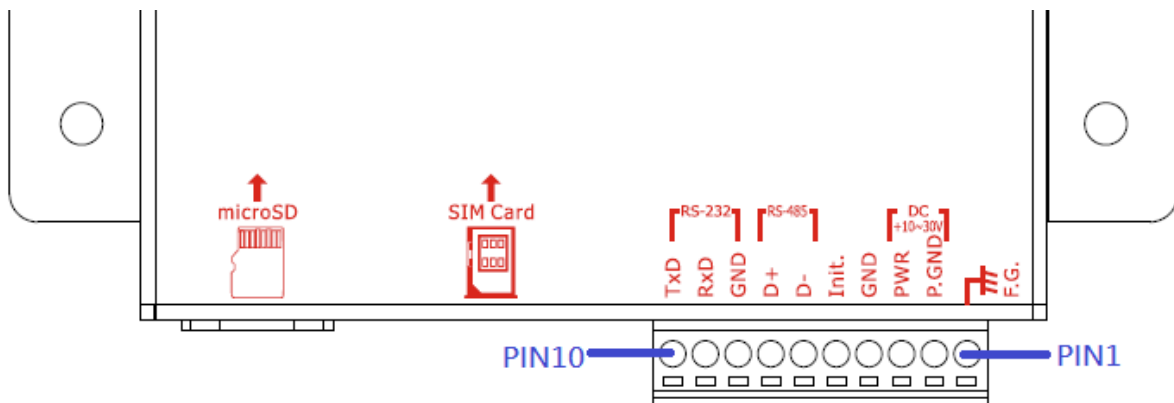 microSD
SIM Card
RS-232
RS-485
DC
+10~30V
TxD
RxD
GND
D+
D-
Init.
GND
PWR
P.GND
F.G.
PIN10
PIN1